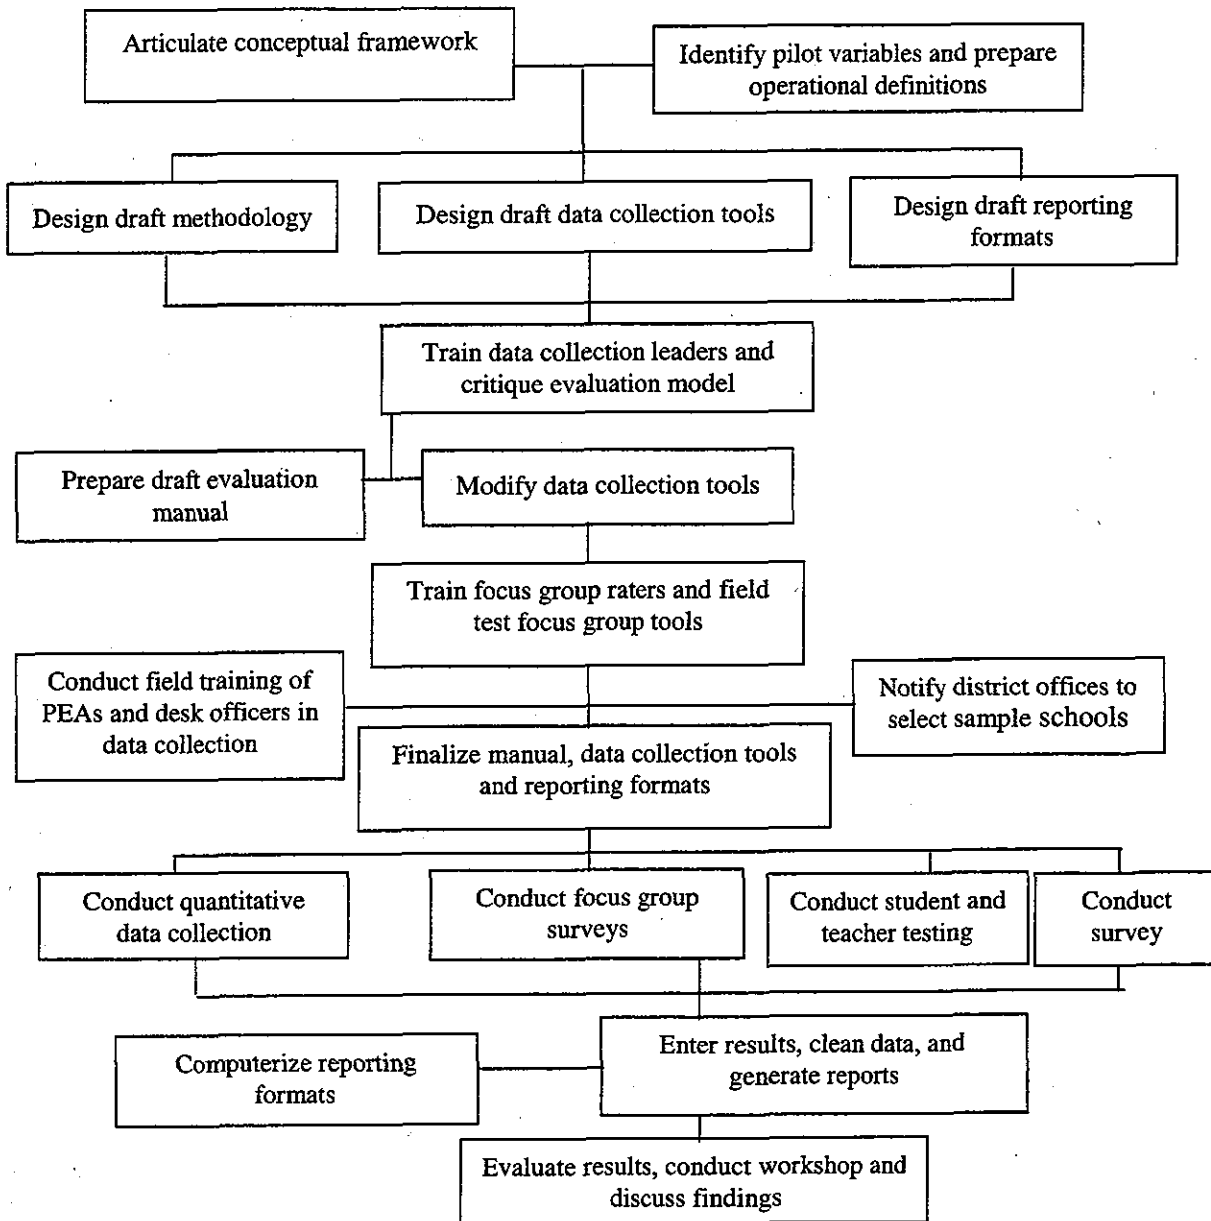 Articulate conceptual framework
Identify pilot variables and prepare
operational definitions
Design draft methodology
Design draft data collection tools
Design draft reporting
formats
Train data collection leaders and
critique evaluation model
Prepare draft evaluation
manual
Modify data collection tools
Train focus group raters and field
test focus group tools
Conduct field training of
PEAs and desk officers in
data collection
Notify district offices to
select sample schools
Finalize manual, data collection tools
and reporting formats
Conduct quantitative
data collection
Conduct focus group
surveys
Conduct student and
teacher testing
Conduct
survey
Computerize reporting
formats
Enter results, clean data, and
generate reports
Evaluate results, conduct workshop and
discuss findings